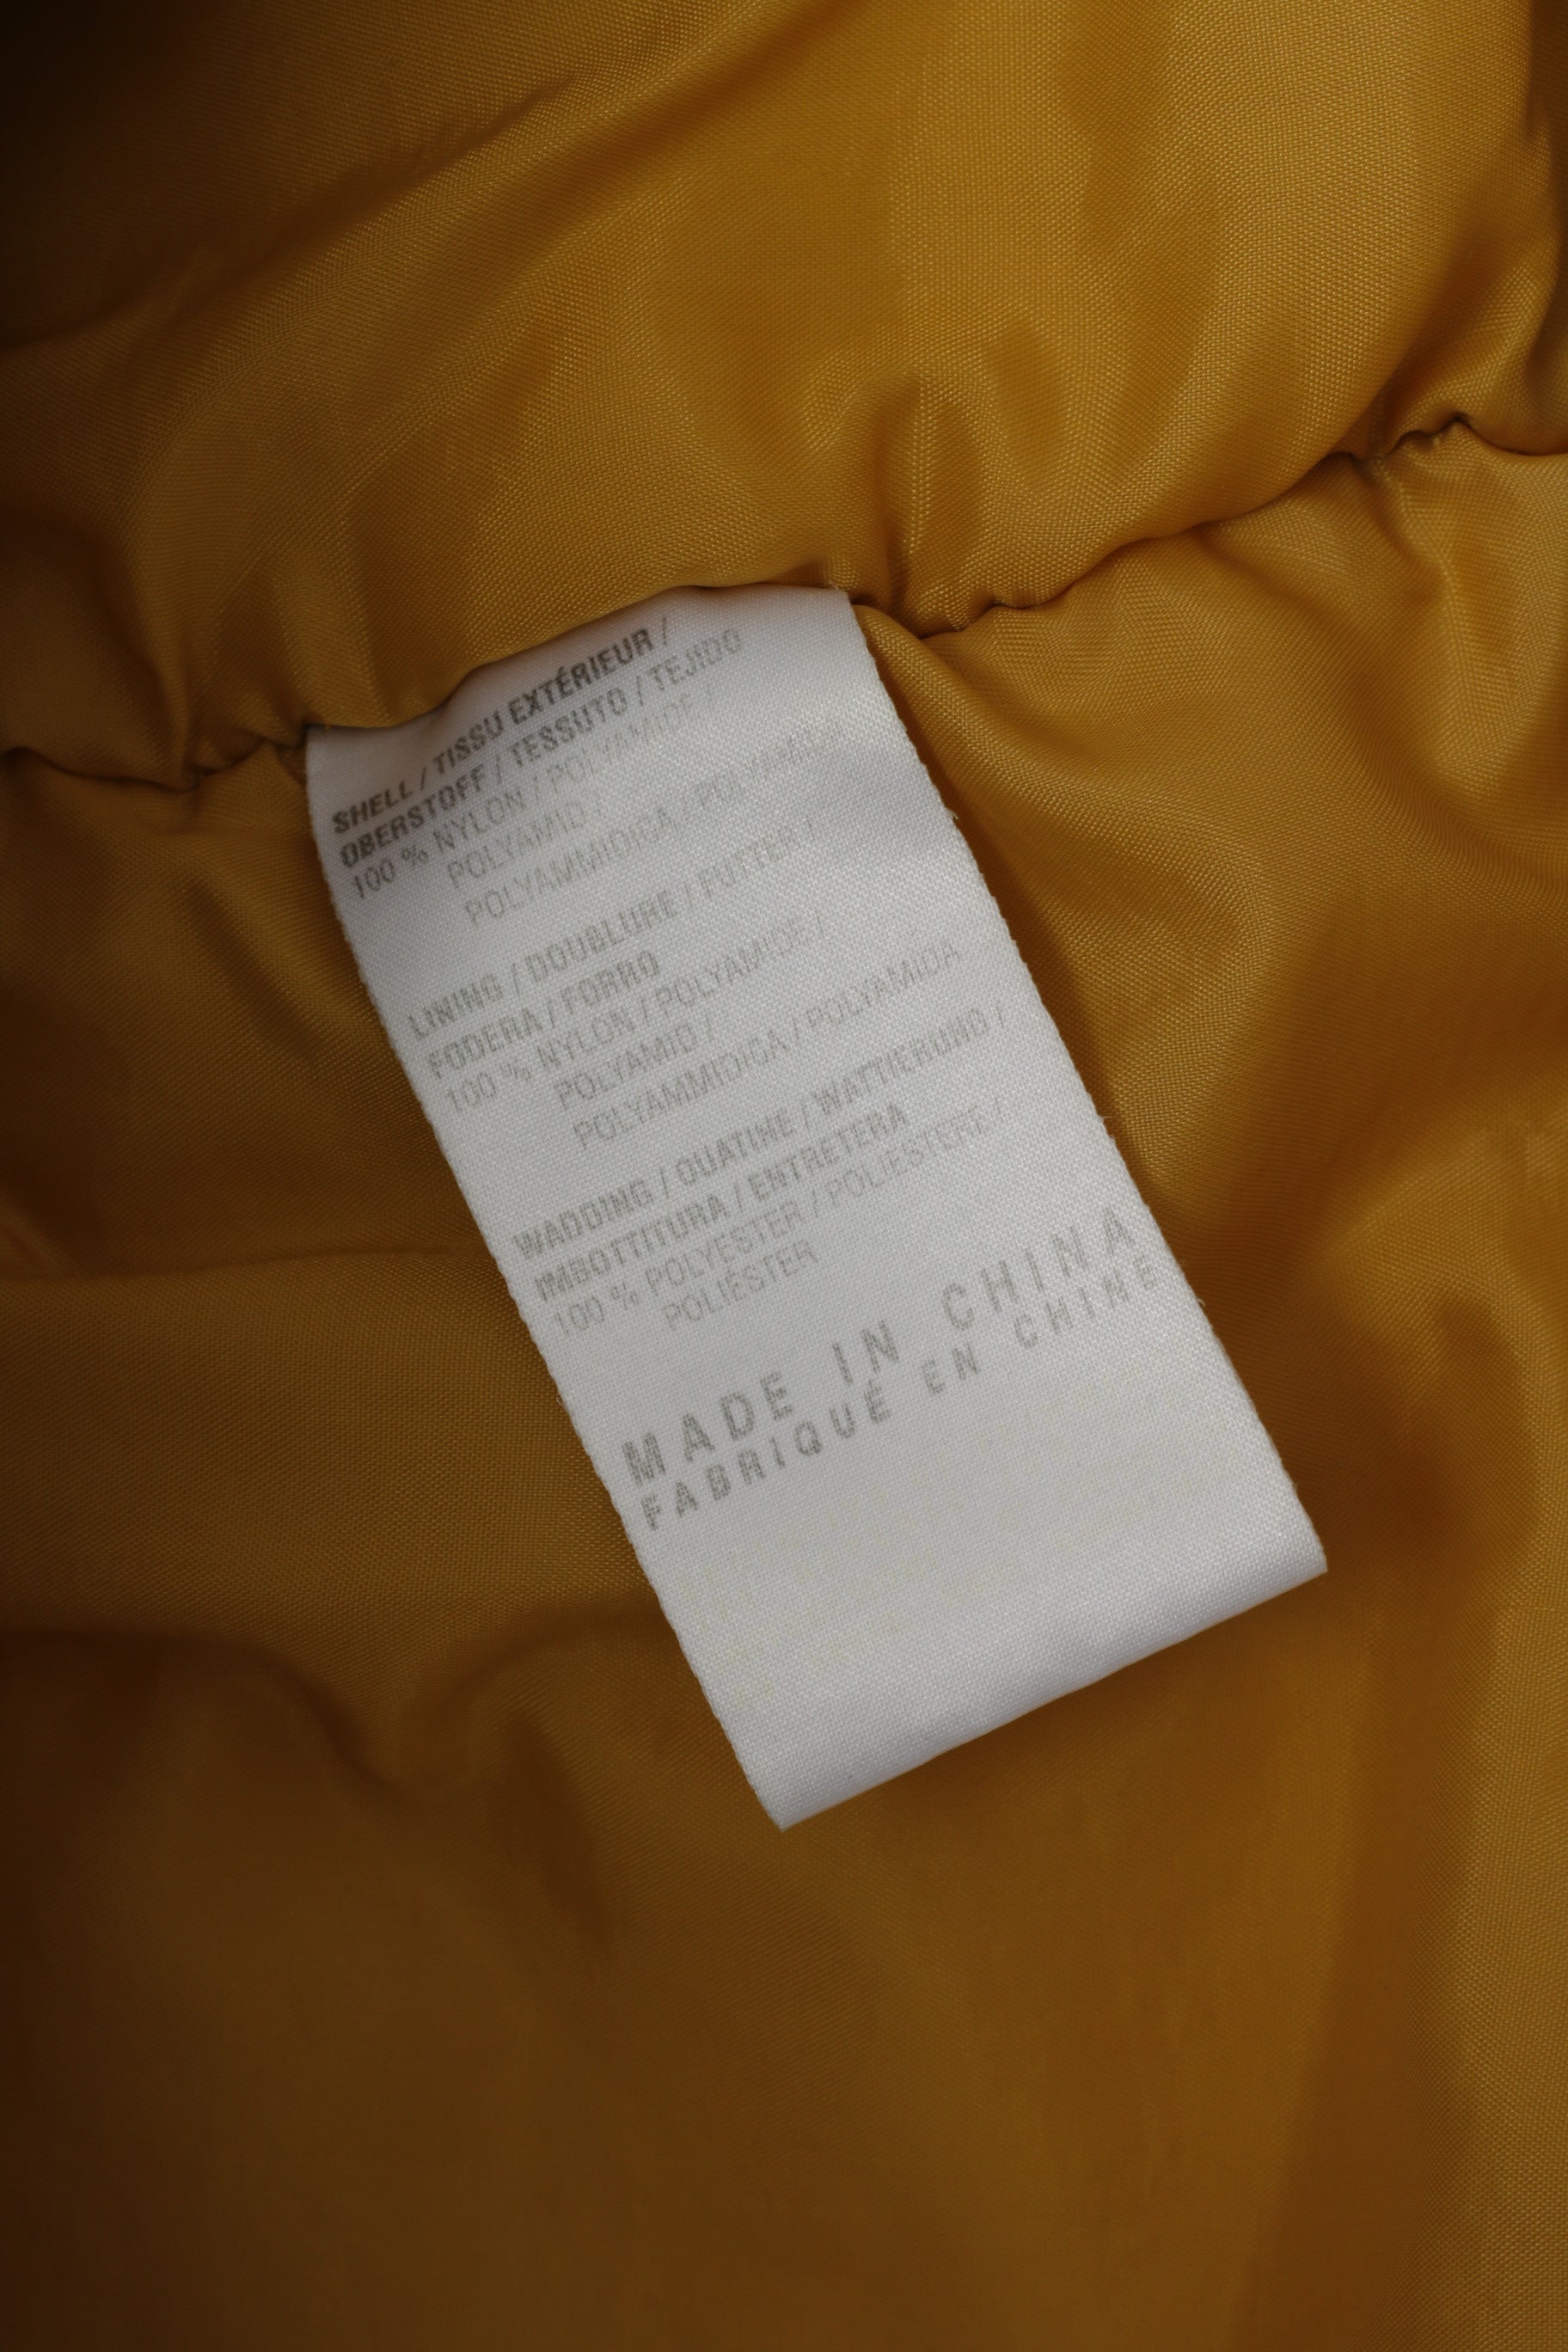 SHELL / TISSU EXTÉRIEUR /
OBERSTOFF / TESSUTO / TEJIDO
100 % NYLON / POLYAMIDE /
POLYAMID /
POLYAMMIDICA / POLYAMIDA
LINING / DOUBLURE / FUTTER /
FODERA / FORRO
100 % NYLON / POLYAMIDE /
POLYAMID /
POLYAMMIDICA / POLYAMIDA
WADDING / OUATINE / WATTIERUNG /
IMBOTTITURA / ENTRETERA
100 % POLYESTER / POLIESTERE /
POLIÉSTER
MADE IN CHINA
FABRIQUÉ EN CHINE